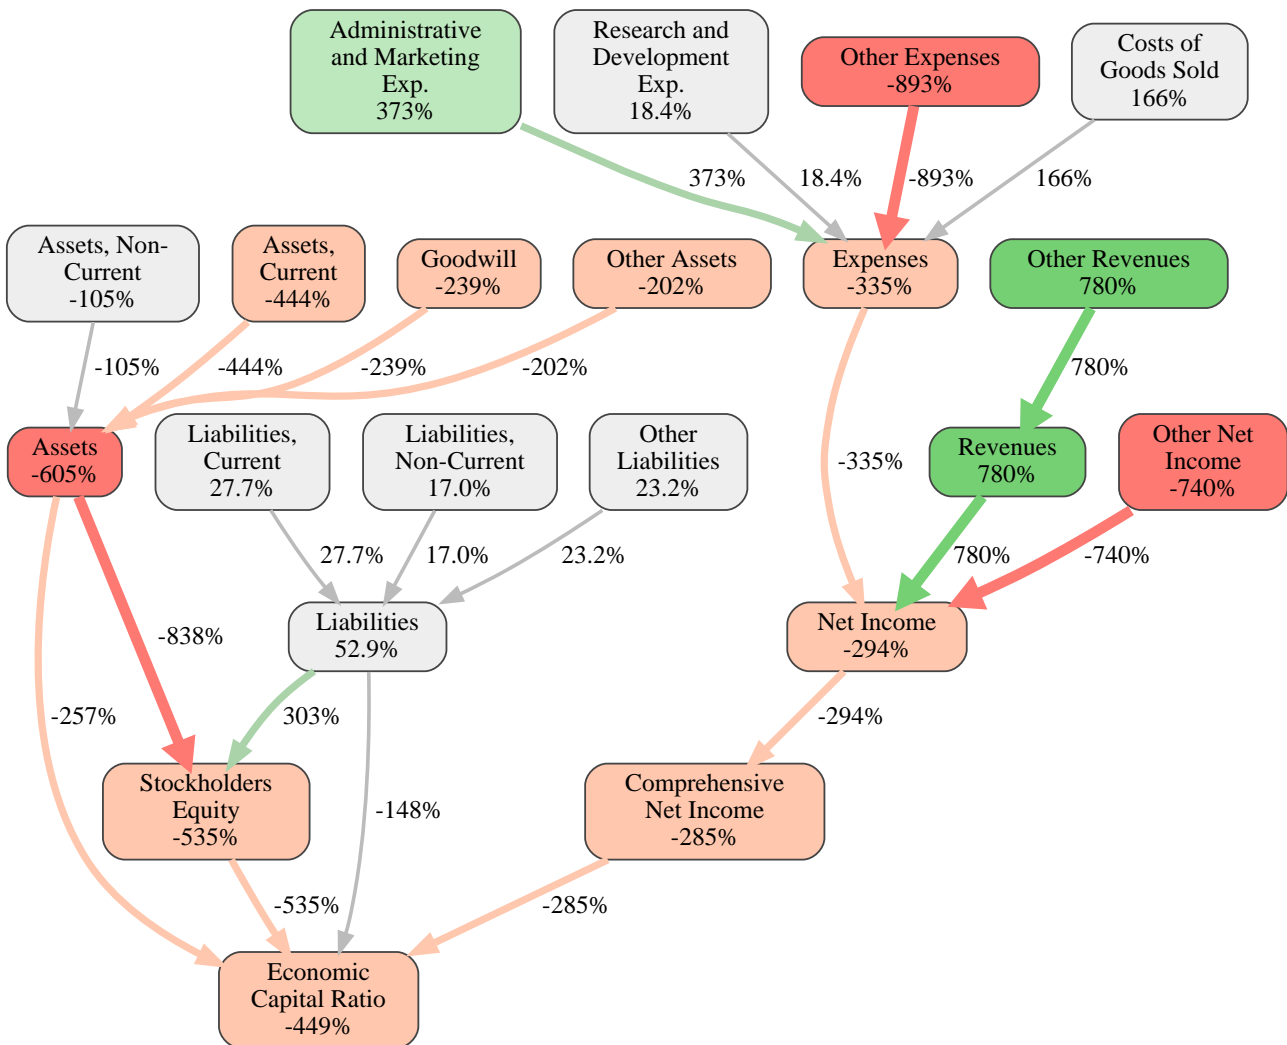 Administrative
and Marketing
Exp.
373%
Research and
Development
Exp.
18.4%
Other Expenses
-893%
Costs of
Goods Sold
166%
373%
18.4%
-893%
166%
Assets, Non-
Current
-105%
Assets,
Current
-444%
Goodwill
-239%
Other Assets
-202%
Expenses
-335%
Other Revenues
780%
-105%
-444%
-239%
-202%
780%
Assets
-605%
Liabilities,
Current
27.7%
Liabilities,
Non-Current
17.0%
Other
Liabilities
23.2%
-335%
Revenues
780%
Other Net
Income
-740%
27.7%
17.0%
23.2%
780%
-740%
-838%
Liabilities
52.9%
Net Income
-294%
-257%
303%
-294%
Stockholders
Equity
-535%
-148%
Comprehensive
Net Income
-285%
-535%
-285%
Economic
Capital Ratio
-449%